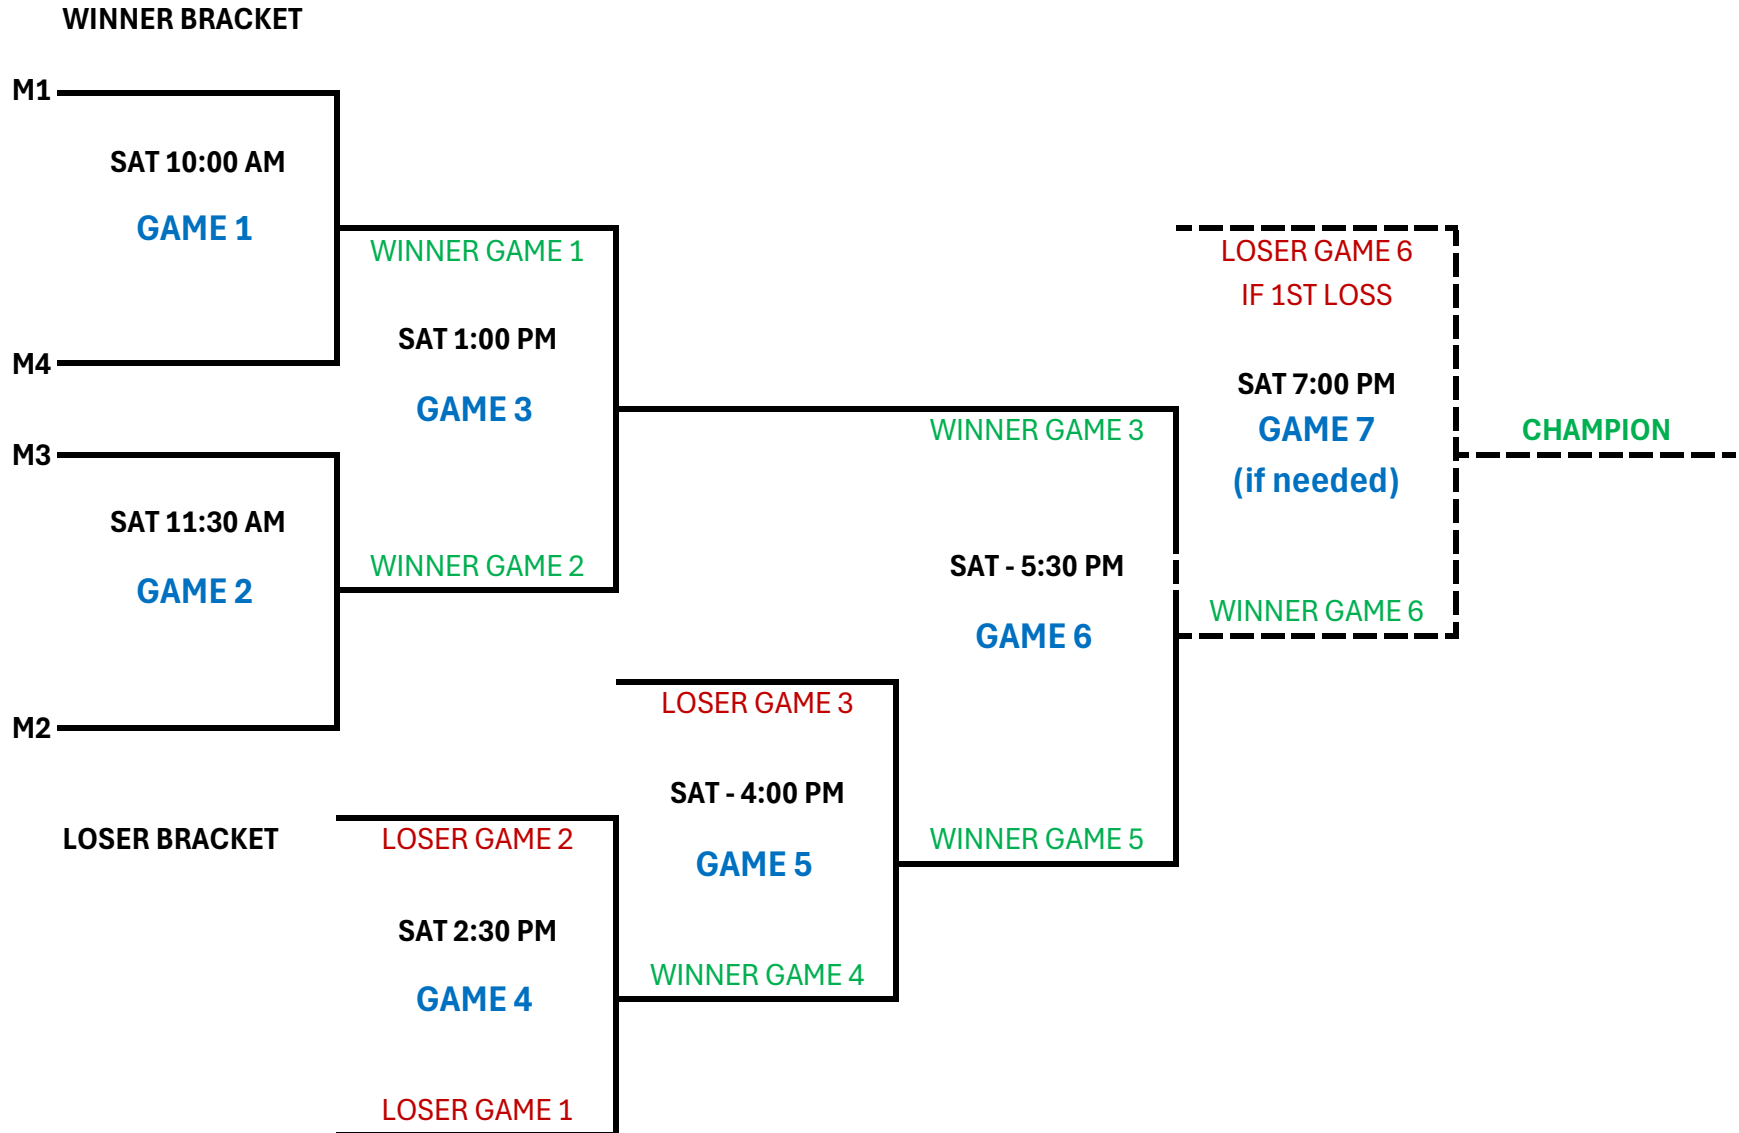 WINNER BRACKET
M1
SAT 10:00 AM
GAME 1
WINNER GAME 1
LOSER GAME 6
IF 1ST LOSS
SAT 1:00 PM
M4
SAT 7:00 PM
GAME 3
WINNER GAME 3
GAME 7
CHAMPION
M3
(if needed)
SAT 11:30 AM
WINNER GAME 2
SAT - 5:30 PM
GAME 2
WINNER GAME 6
GAME 6
LOSER GAME 3
M2
SAT - 4:00 PM
LOSER BRACKET
LOSER GAME 2
WINNER GAME 5
GAME 5
SAT 2:30 PM
WINNER GAME 4
GAME 4
LOSER GAME 1